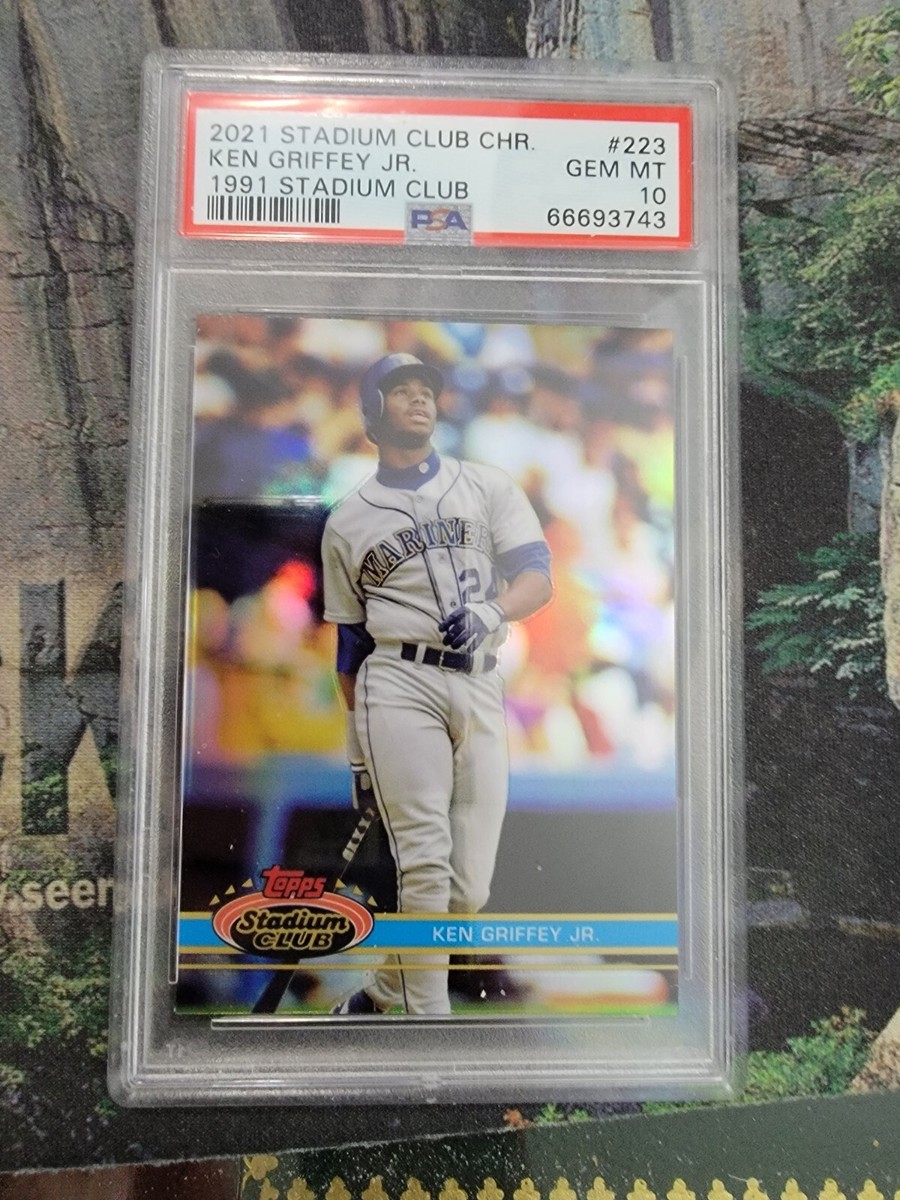 2021 STADIUM CLUB CHR. #223
KEN GRIFFEY JR. GEM MT
1991 STADIUM CLUB 10
PSA 66693743
MARINER
24
Topps
Stadium
CLUB
KEN GRIFFEY JR.